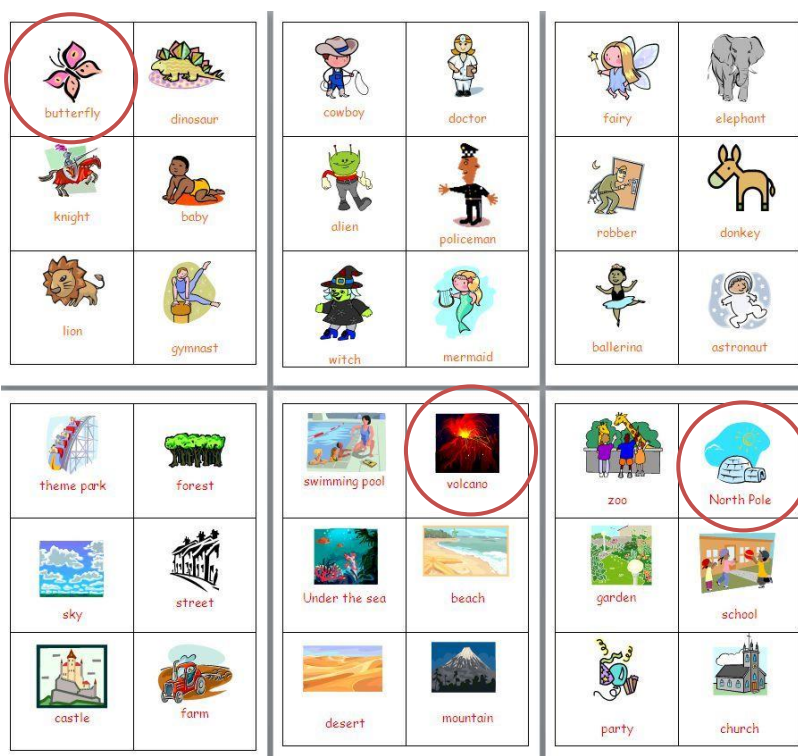 butterfly
dinosaur
knight
baby
lion
gymnast
cowboy
doctor
alien
policeman
witch
mermaid
fairy
elephant
robber
donkey
ballerina
astronaut
theme park
forest
sky
street
castle
farm
swimming pool
volcano
Under the sea
beach
desert
mountain
zoo
North Pole
garden
school
party
church